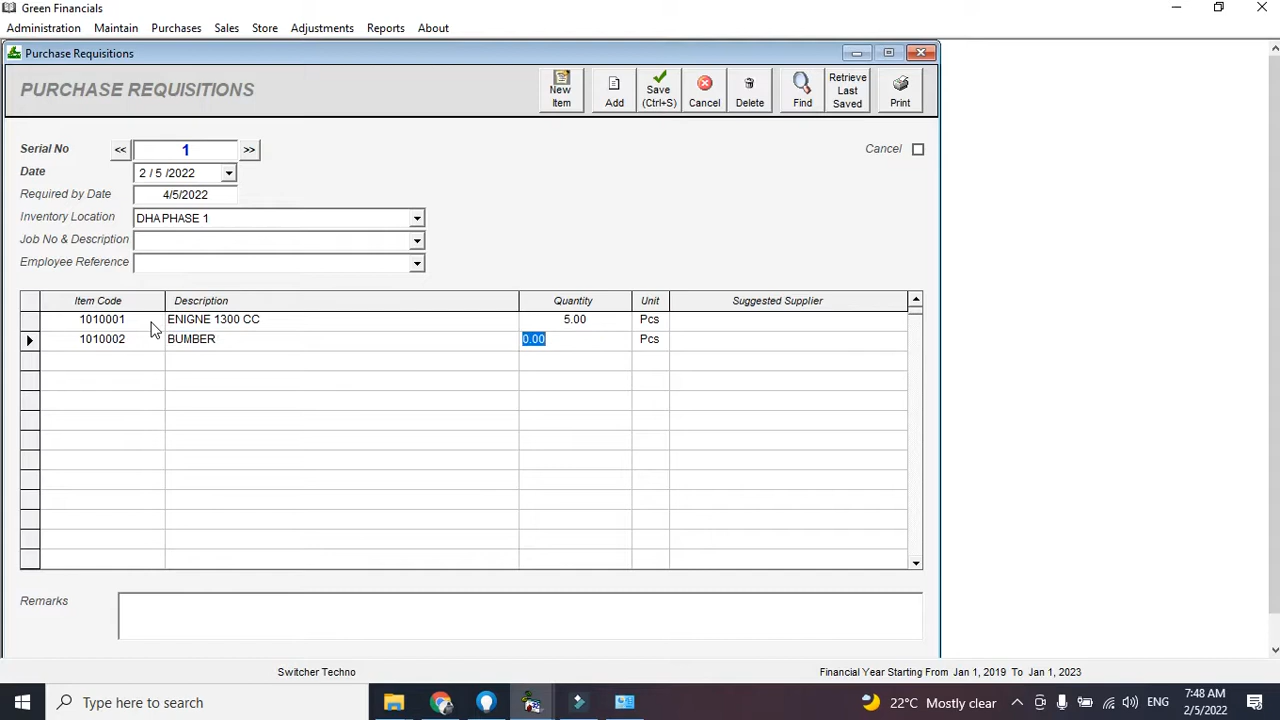 Green Financials
Administration Maintain Purchases Sales Store Adjustments Reports About
Purchase Requisitions
PURCHASE REQUISITIONS
New Item
Add
Save (Ctrl+S)
Cancel
Delete
Find
Retrieve Last Saved
Print
Serial No << 1 >> Cancel
Date 2 / 5 /2022
Required by Date 4/5/2022
Inventory Location DHA PHASE 1
Job No & Description
Employee Reference
Item Code Description Quantity Unit Suggested Supplier
1010001 ENIGNE 1300 CC 5.00 Pcs
1010002 BUMBER 0.00 Pcs
Remarks
Switcher Techno Financial Year Starting From Jan 1, 2019 To Jan 1, 2023
Type here to search
22°C Mostly clear
ENG
7:48 AM
2/5/2022